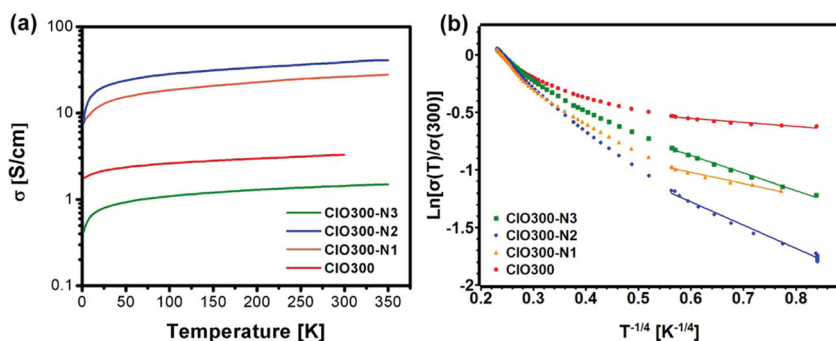 (a)
100
10
1
0.1
σ [S/cm]
0 50 100 150 200 250 300 350
Temperature [K]
CIO300-N3
CIO300-N2
CIO300-N1
CIO300
(b)
0
-0.5
-1
-1.5
-2
Ln[σ(T)/σ(300)]
0.2 0.3 0.4 0.5 0.6 0.7 0.8
T-1/4 [K-1/4]
CIO300-N3
CIO300-N2
CIO300-N1
CIO300